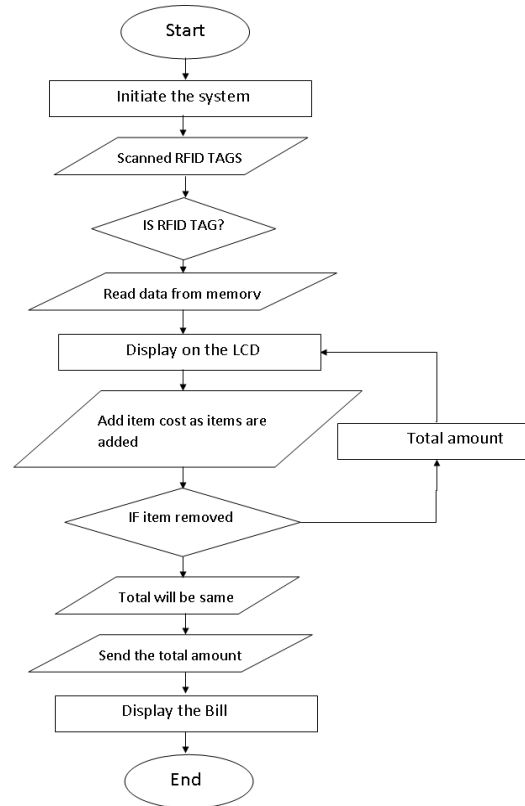 Start
Initiate the system
Scanned RFID TAGS
IS RFID TAG?
Read data from memory
Display on the LCD
Add item cost as items are
added
Total amount
IF item removed
Total will be same
Send the total amount
Display the Bill
End